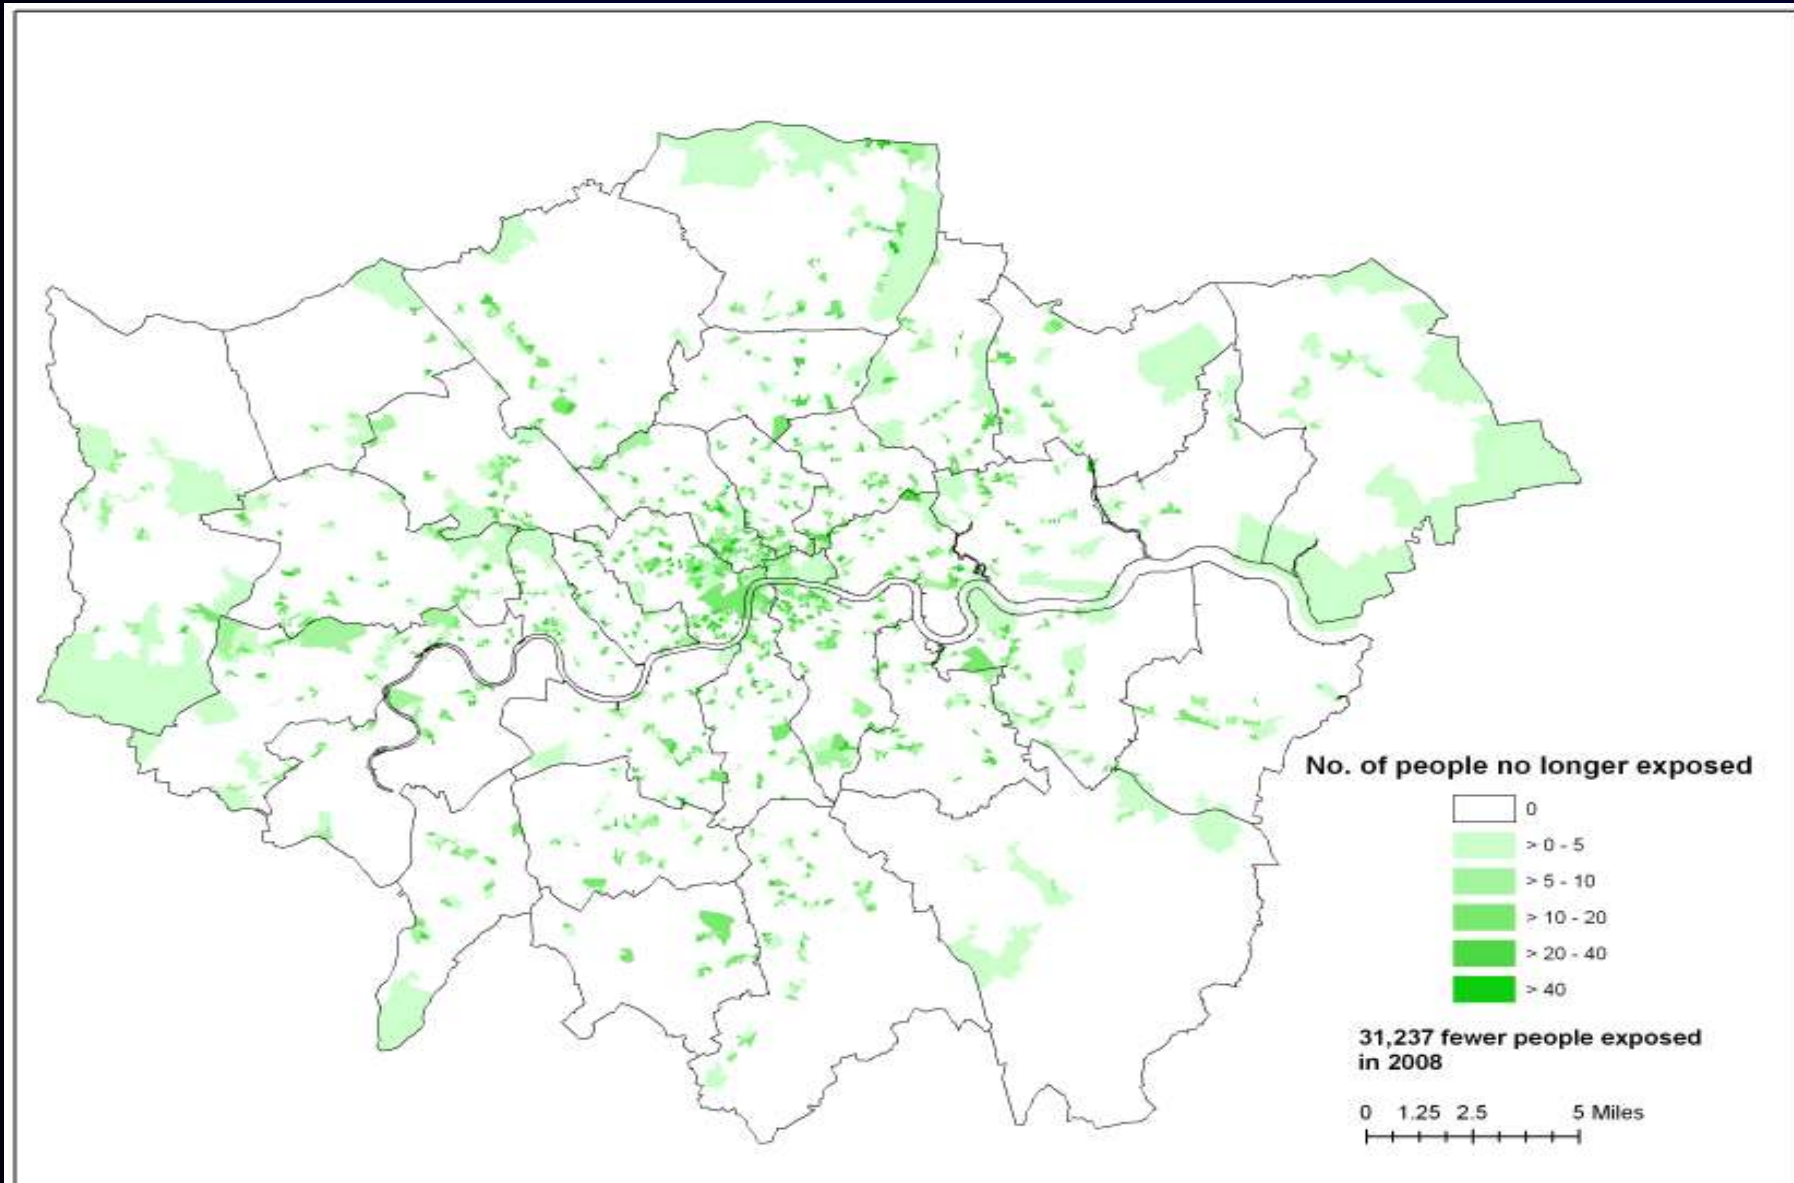 No. of people no longer exposed
0
> 0 - 5
> 5 - 10
> 10 - 20
> 20 - 40
> 40
31,237 fewer people exposed
in 2008
0 1.25 2.5 5 Miles